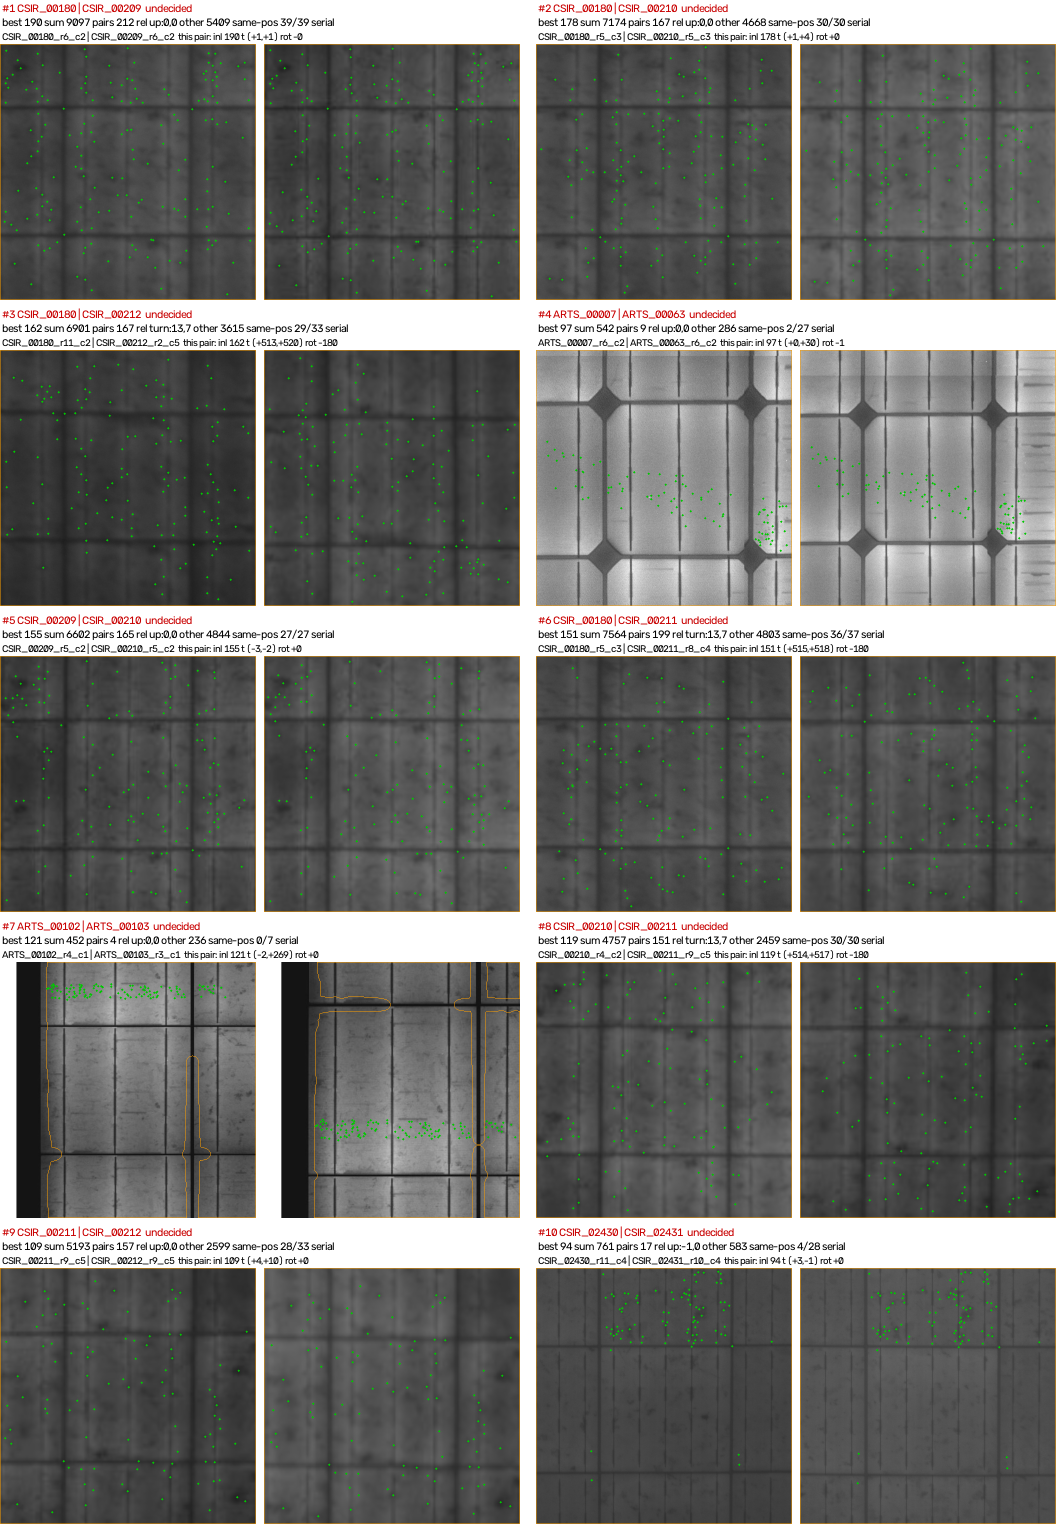 #1 CSIR_00180 | CSIR_00209 undecided
best 190 sum 9097 pairs 212 rel up:0,0 other 5409 same-pos 39/39 serial
CSIR_00180_r6_c2 | CSIR_00209_r6_c2 this pair: inl 190 t (+1,+1) rot -0
#2 CSIR_00180 | CSIR_00210 undecided
best 178 sum 7174 pairs 167 rel up:0,0 other 4668 same-pos 30/30 serial
CSIR_00180_r5_c3 | CSIR_00210_r5_c3 this pair: inl 178 t (+1,+4) rot +0
#3 CSIR_00180 | CSIR_00212 undecided
best 162 sum 6901 pairs 167 rel turn:13,7 other 3615 same-pos 29/33 serial
CSIR_00180_r11_c2 | CSIR_00212_r2_c5 this pair: inl 162 t (+513,+520) rot -180
#4 ARTS_00007 | ARTS_00063 undecided
best 97 sum 542 pairs 9 rel up:0,0 other 286 same-pos 2/27 serial
ARTS_00007_r6_c2 | ARTS_00063_r6_c2 this pair: inl 97 t (+0,+30) rot -1
#5 CSIR_00209 | CSIR_00210 undecided
best 155 sum 6602 pairs 165 rel up:0,0 other 4844 same-pos 27/27 serial
CSIR_00209_r5_c2 | CSIR_00210_r5_c2 this pair: inl 155 t (-3,-2) rot +0
#6 CSIR_00180 | CSIR_00211 undecided
best 151 sum 7564 pairs 199 rel turn:13,7 other 4803 same-pos 36/37 serial
CSIR_00180_r5_c3 | CSIR_00211_r8_c4 this pair: inl 151 t (+515,+518) rot -180
#7 ARTS_00102 | ARTS_00103 undecided
best 121 sum 452 pairs 4 rel up:0,0 other 236 same-pos 0/7 serial
ARTS_00102_r4_c1 | ARTS_00103_r3_c1 this pair: inl 121 t (-2,+269) rot +0
#8 CSIR_00210 | CSIR_00211 undecided
best 119 sum 4757 pairs 151 rel turn:13,7 other 2459 same-pos 30/30 serial
CSIR_00210_r4_c2 | CSIR_00211_r9_c5 this pair: inl 119 t (+514,+517) rot -180
#9 CSIR_00211 | CSIR_00212 undecided
best 109 sum 5193 pairs 157 rel up:0,0 other 2599 same-pos 28/33 serial
CSIR_00211_r9_c5 | CSIR_00212_r9_c5 this pair: inl 109 t (+4,+10) rot +0
#10 CSIR_02430 | CSIR_02431 undecided
best 94 sum 761 pairs 17 rel up:-1,0 other 583 same-pos 4/28 serial
CSIR_02430_r11_c4 | CSIR_02431_r10_c4 this pair: inl 94 t (+3,-1) rot +0